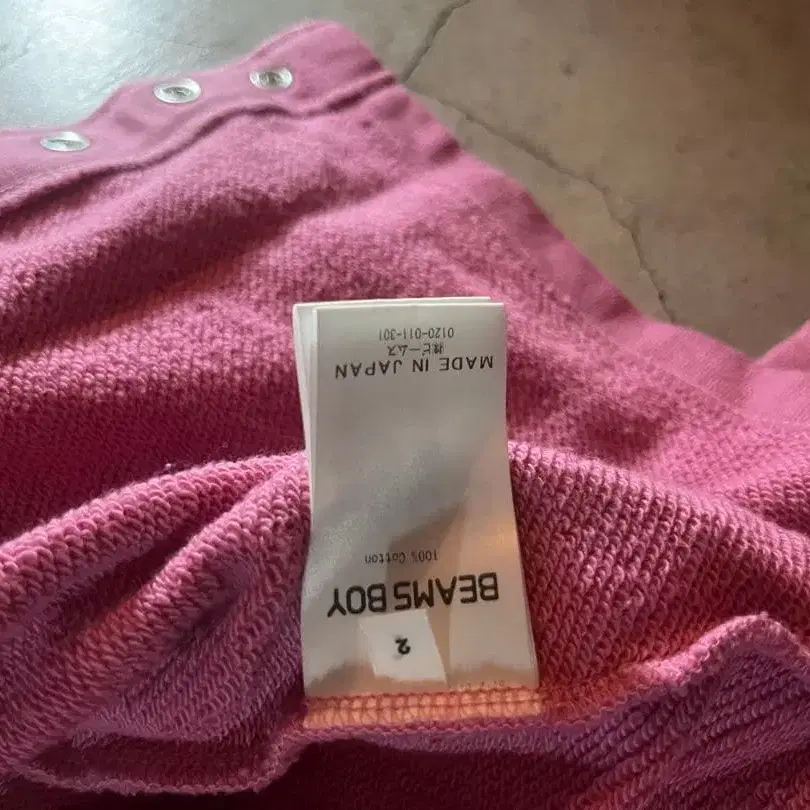 2
BEAMS BOY
100% Cotton
MADE IN JAPAN
㈱ビームス
0120-011-301